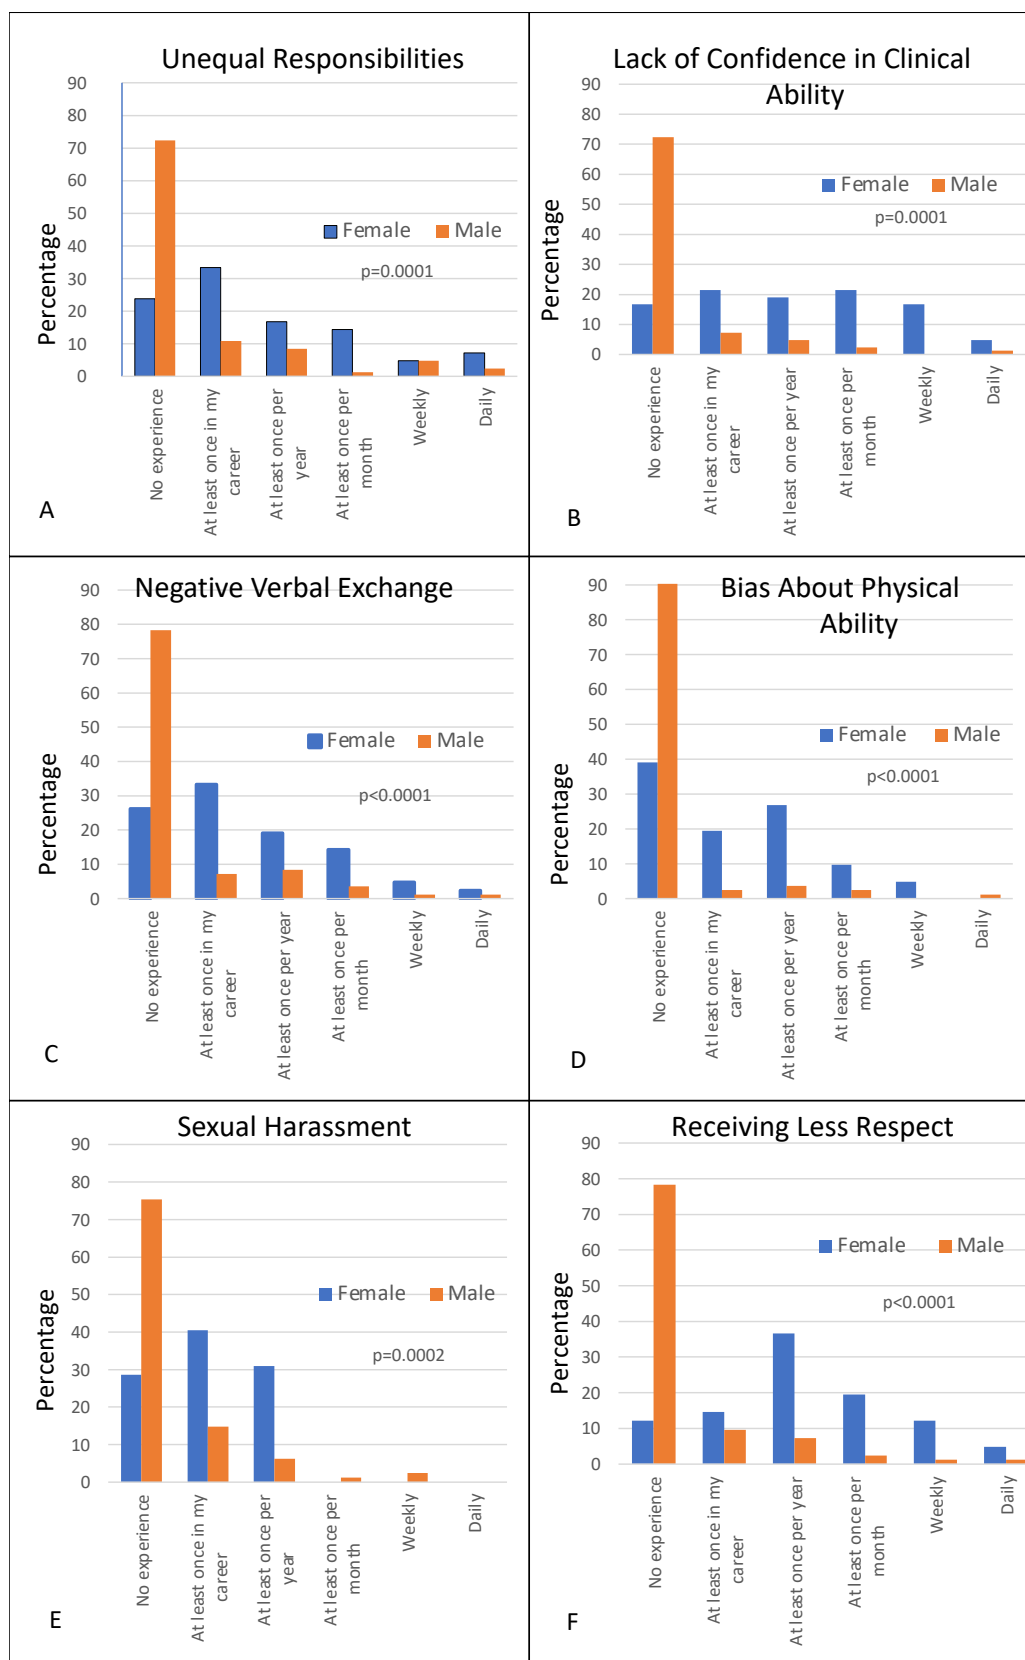 Unequal Responsibilities
90
80
70
60
50
40
30
20
10
0
Percentage
Female Male
p=0.0001
No experience
At least once in my
career
At least once per
year
At least once per
month
Weekly
Daily
A
Lack of Confidence in Clinical
Ability
90
80
70
60
50
40
30
20
10
0
Percentage
Female Male
p=0.0001
No experience
At least once in my
career
At least once per year
At least once per
month
Weekly
Daily
B
Negative Verbal Exchange
90
80
70
60
50
40
30
20
10
0
Percentage
Female Male
p<0.0001
No experience
At least once in my
career
At least once per year
At least once per
month
Weekly
Daily
C
Bias About Physical
Ability
90
80
70
60
50
40
30
20
10
0
Percentage
Female Male
p<0.0001
No experience
At least once in my
career
At least once per year
At least once per
month
Weekly
Daily
D
Sexual Harassment
90
80
70
60
50
40
30
20
10
0
Percentage
Female Male
p=0.0002
No experience
At least once in my
career
At least once per
year
At least once per
month
Weekly
Daily
E
Receiving Less Respect
90
80
70
60
50
40
30
20
10
0
Percentage
Female Male
p<0.0001
No experience
At least once in my
career
At least once per year
At least once per
month
Weekly
Daily
F